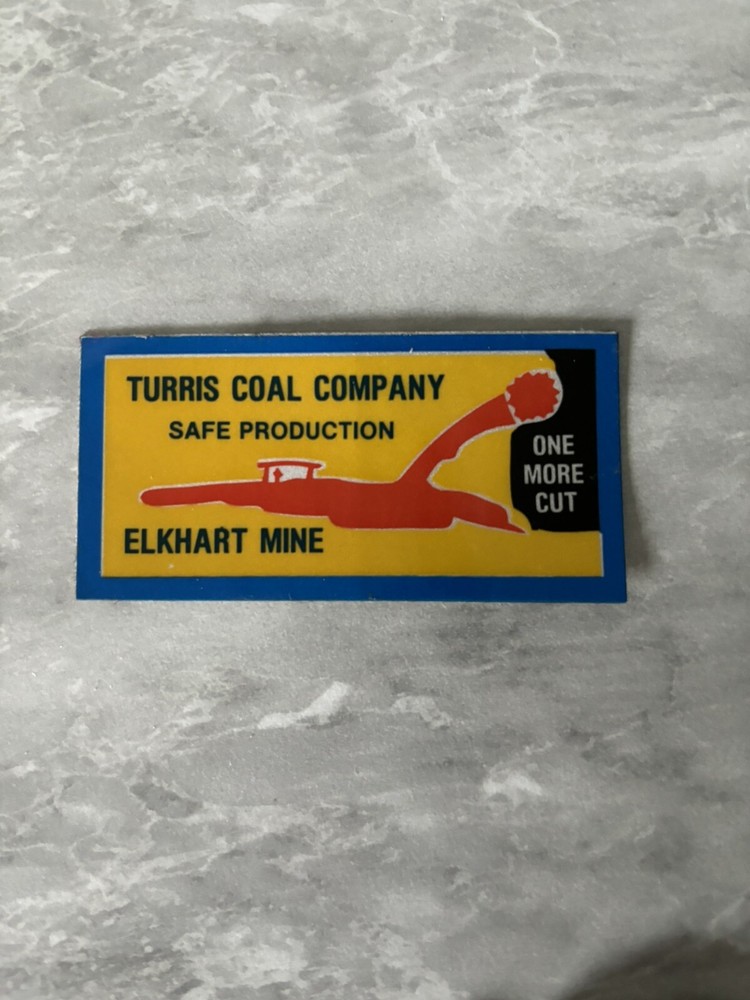 TURRIS COAL COMPANY
SAFE PRODUCTION
ONE
MORE
CUT
ELKHART MINE